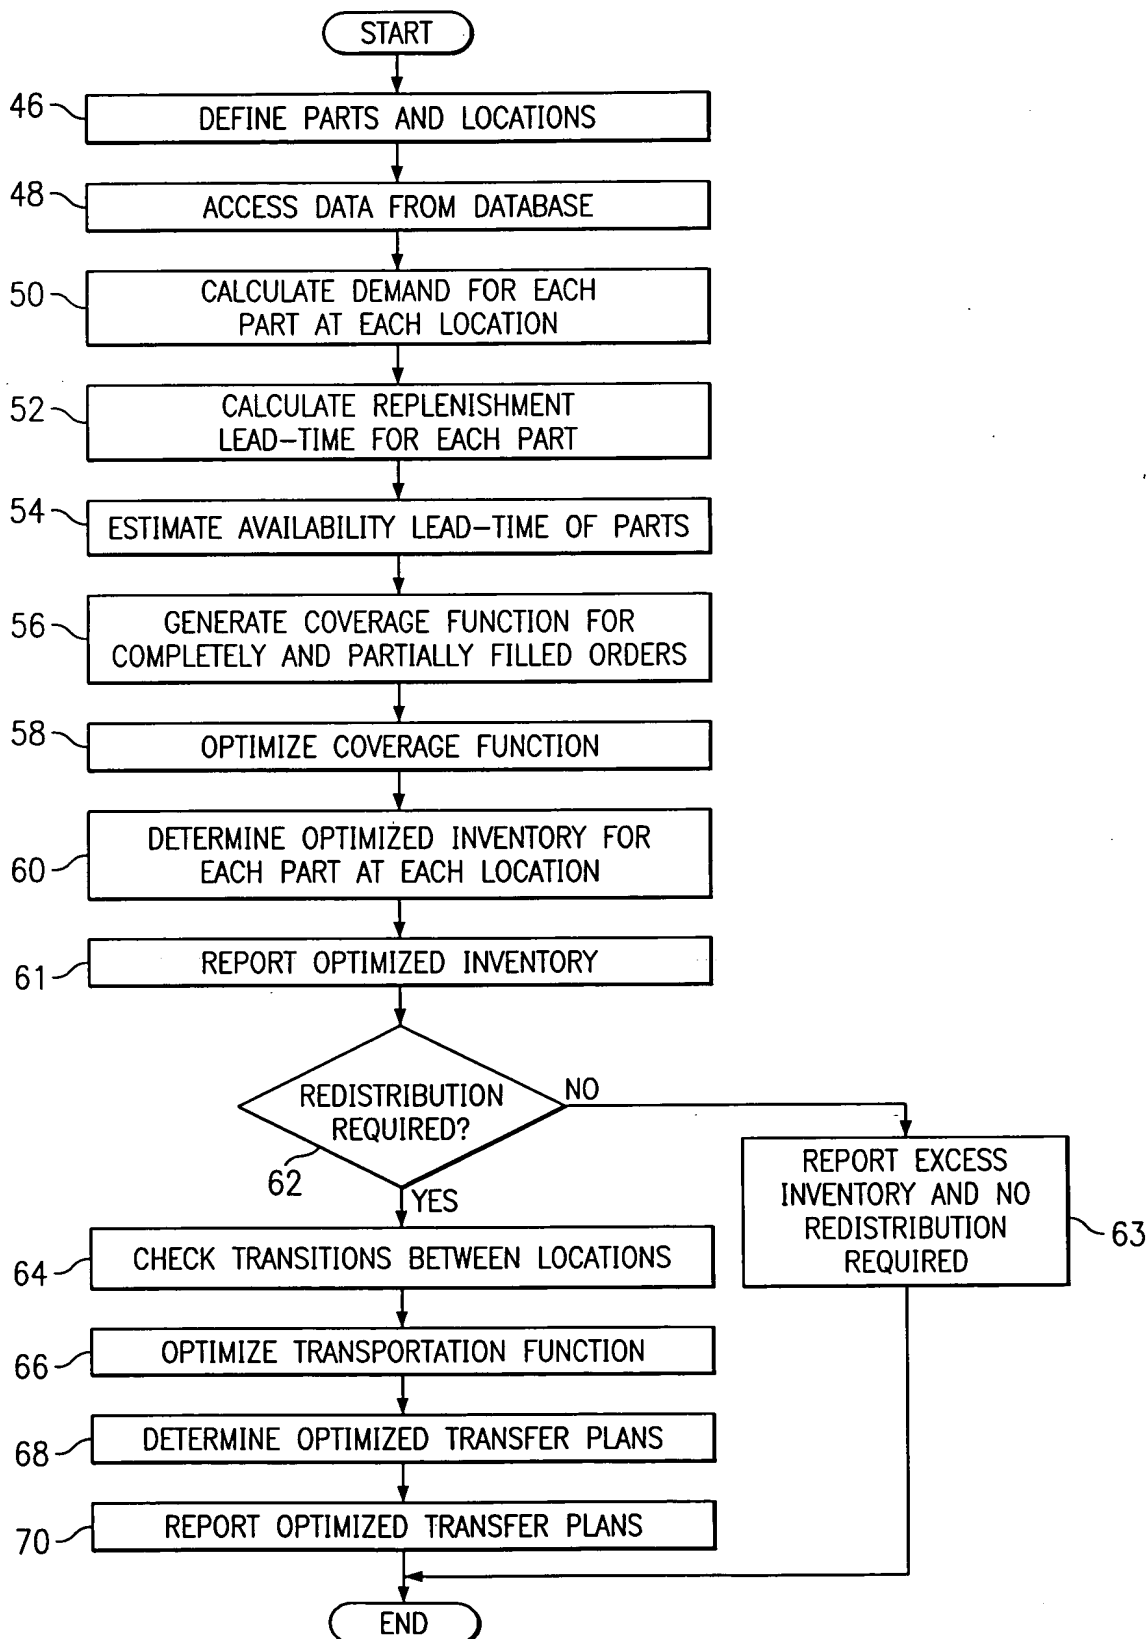 START
46
DEFINE PARTS AND LOCATIONS
48
ACCESS DATA FROM DATABASE
50
CALCULATE DEMAND FOR EACH
PART AT EACH LOCATION
52
CALCULATE REPLENISHMENT
LEAD-TIME FOR EACH PART
54
ESTIMATE AVAILABILITY LEAD-TIME OF PARTS
56
GENERATE COVERAGE FUNCTION FOR
COMPLETELY AND PARTIALLY FILLED ORDERS
58
OPTIMIZE COVERAGE FUNCTION
60
DETERMINE OPTIMIZED INVENTORY FOR
EACH PART AT EACH LOCATION
61
REPORT OPTIMIZED INVENTORY
REDISTRIBUTION
REQUIRED?
62
NO
YES
REPORT EXCESS
INVENTORY AND NO
REDISTRIBUTION
REQUIRED
63
64
CHECK TRANSITIONS BETWEEN LOCATIONS
66
OPTIMIZE TRANSPORTATION FUNCTION
68
DETERMINE OPTIMIZED TRANSFER PLANS
70
REPORT OPTIMIZED TRANSFER PLANS
END